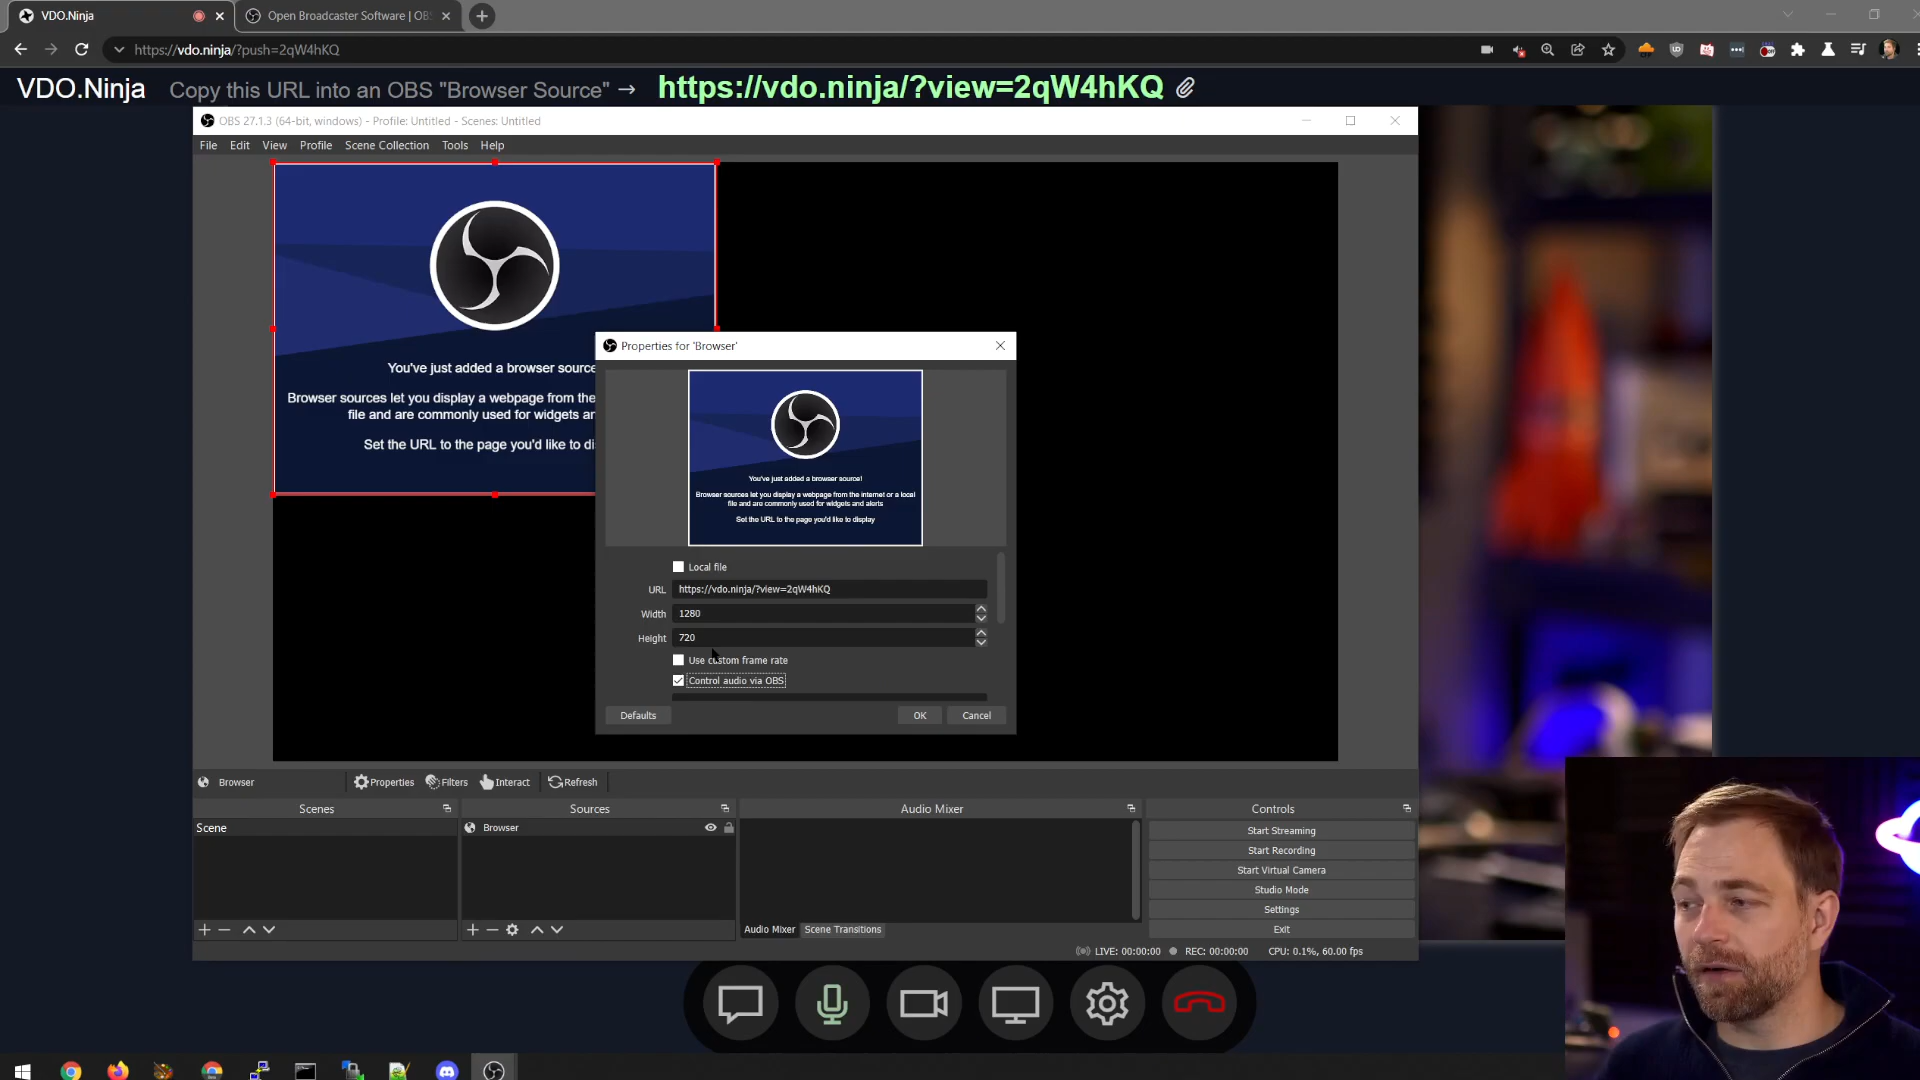 VDO.Ninja
Open Broadcaster Software | OBS
https://vdo.ninja/?push=2qW4hKQ
VDO.Ninja Copy this URL into an OBS "Browser Source" → https://vdo.ninja/?view=2qW4hKQ
OBS 27.1.3 (64-bit, windows) - Profile: Untitled - Scenes: Untitled
File Edit View Profile Scene Collection Tools Help
You've just added a browser source
Browser sources let you display a webpage from the
file and are commonly used for widgets an
Set the URL to the page you'd like to di
Properties for 'Browser'
You've just added a browser source!
Browser sources let you display a webpage from the internet or a local
file and are commonly used for widgets and alerts
Set the URL to the page you'd like to display
Local file
URL https://vdo.ninja/?view=2qW4hKQ
Width 1280
Height 720
Use custom frame rate
Control audio via OBS
Defaults OK Cancel
Browser Properties Filters Interact Refresh
Scenes Sources Audio Mixer Controls
Scene
Browser
Start Streaming
Start Recording
Start Virtual Camera
Studio Mode
Settings
Exit
Audio Mixer Scene Transitions
LIVE: 00:00:00 REC: 00:00:00 CPU: 0.1%, 60.00 fps